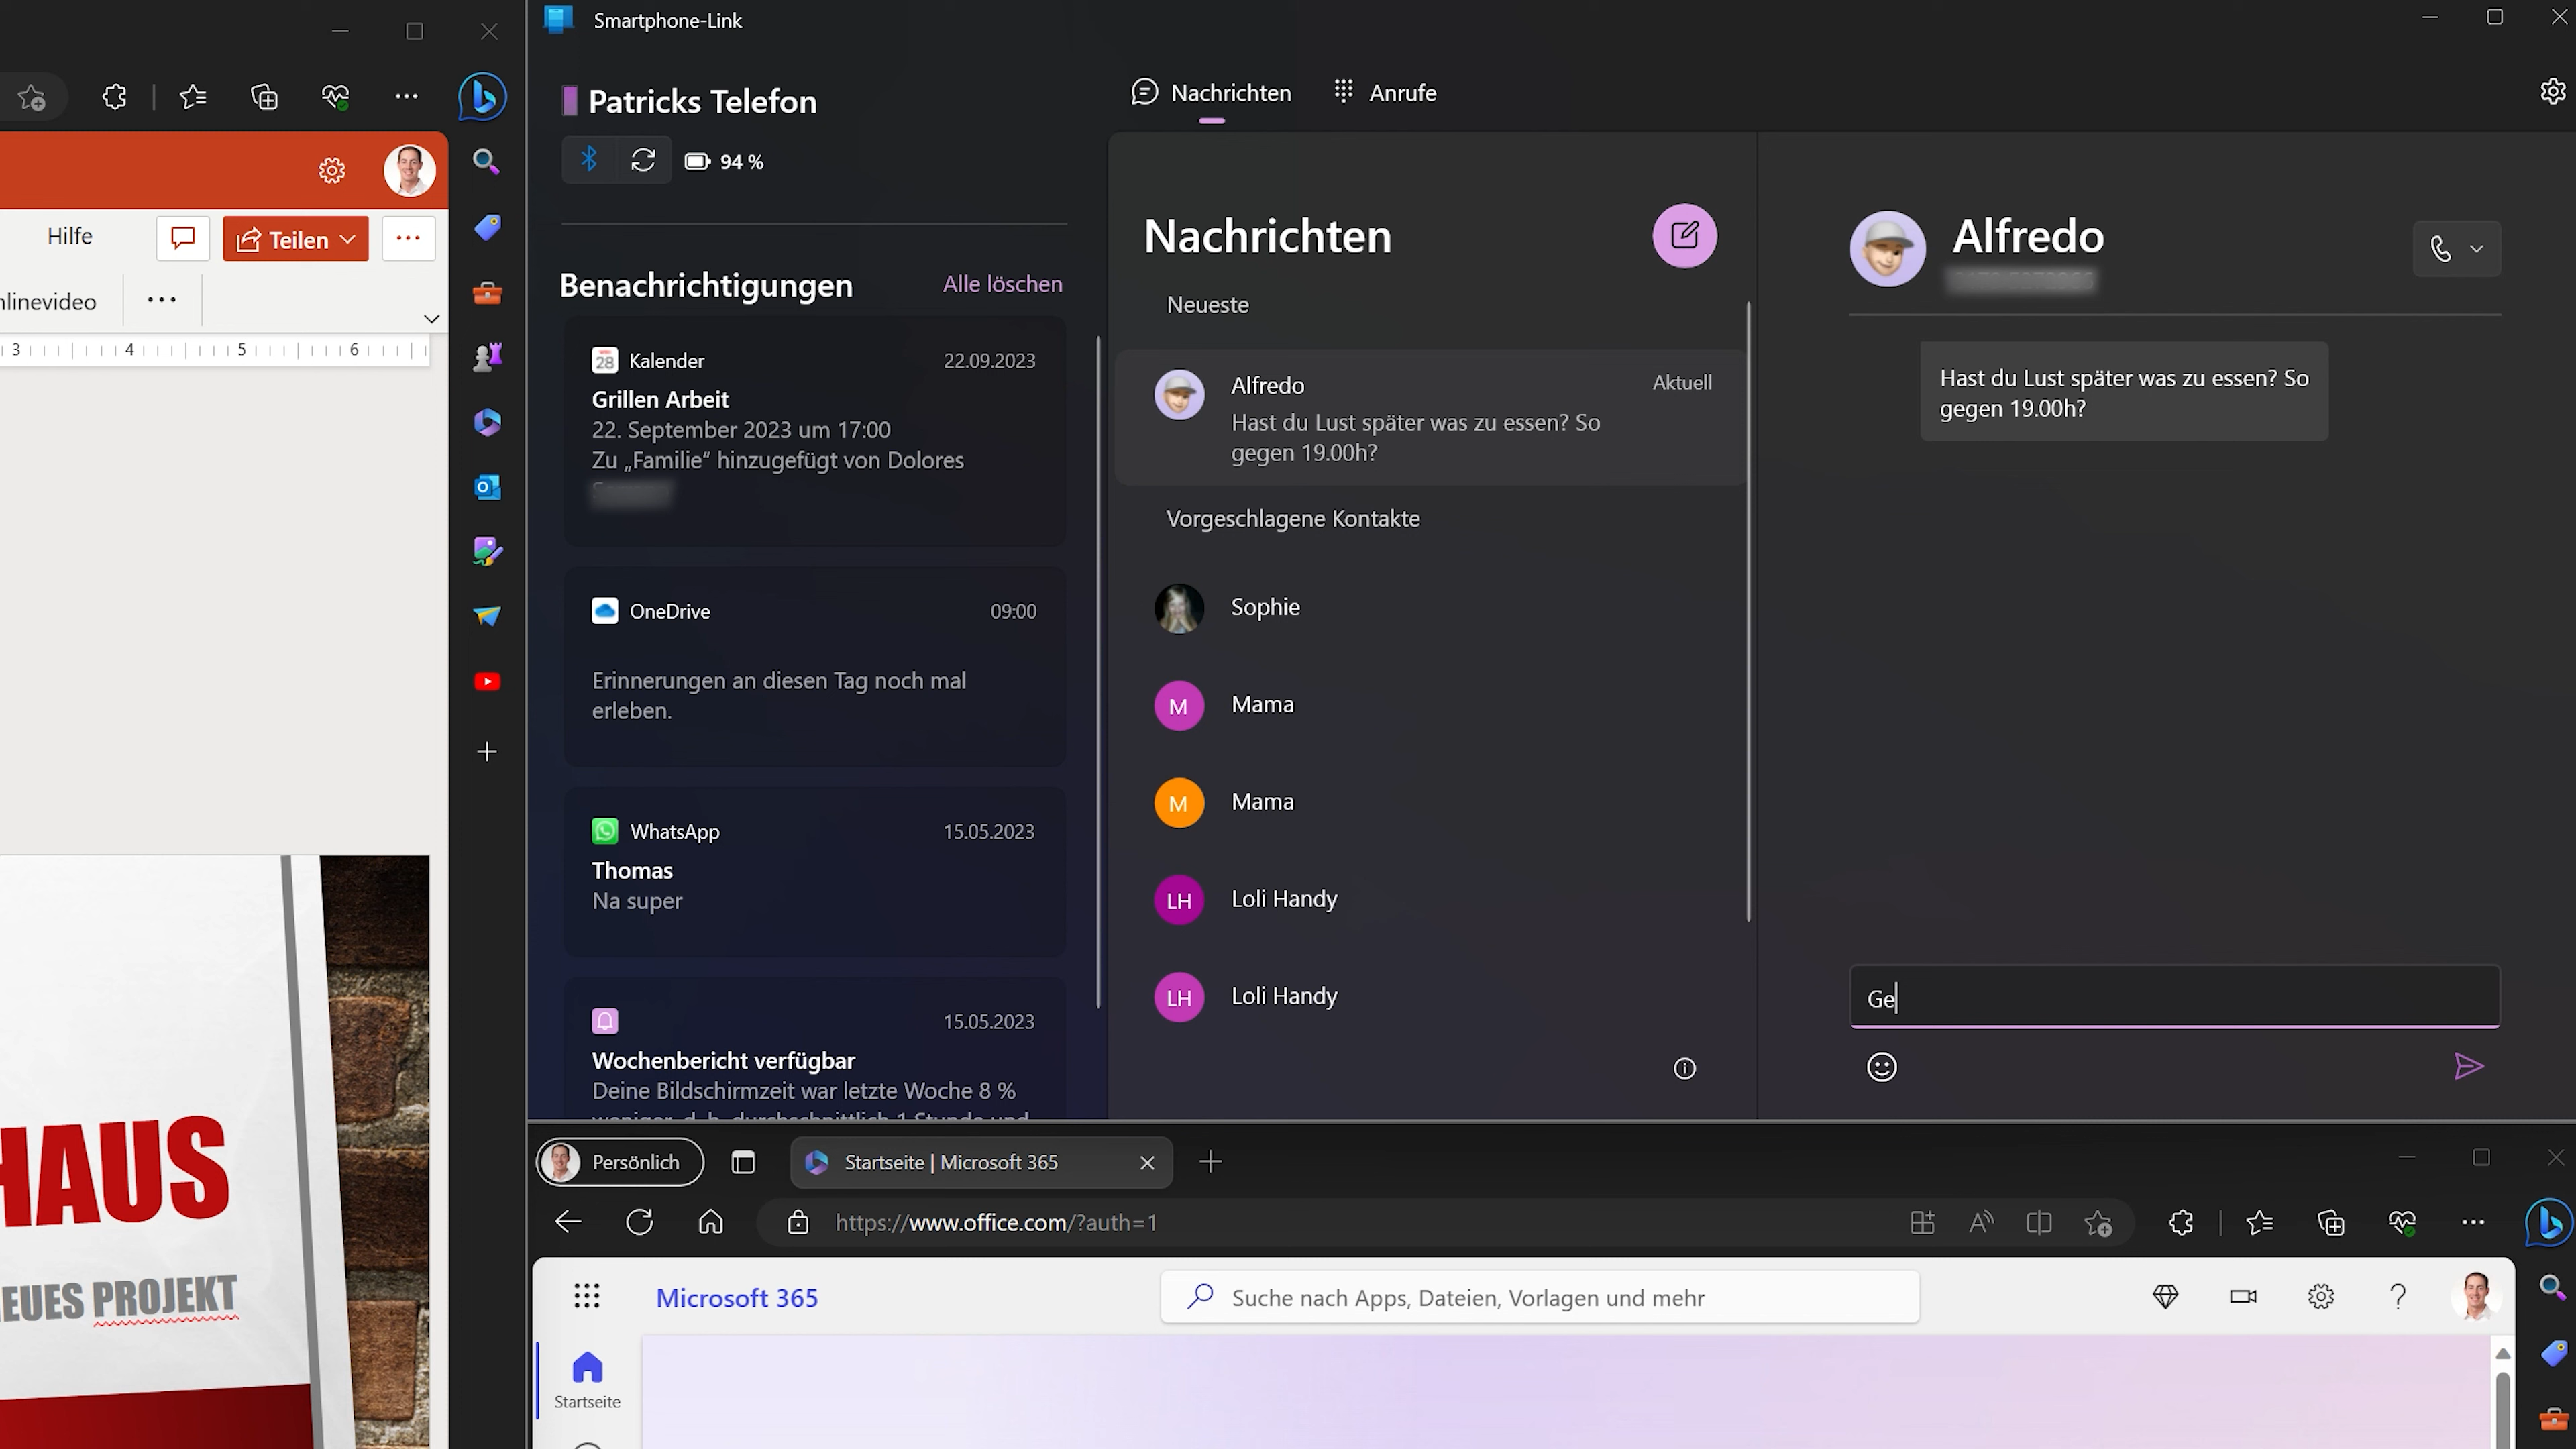 Hilfe
Teilen
nlinevideo
3 4 5 6
HAUS
EUES PROJEKT
Smartphone-Link
Patricks Telefon
94 %
Benachrichtigungen
Alle löschen
28 Kalender 22.09.2023
Grillen Arbeit
22. September 2023 um 17:00
Zu „Familie“ hinzugefügt von Dolores
OneDrive 09:00
Erinnerungen an diesen Tag noch mal
erleben.
WhatsApp 15.05.2023
Thomas
Na super
15.05.2023
Wochenbericht verfügbar
Deine Bildschirmzeit war letzte Woche 8 %
weniger, d. h. durchschnittlich 1 Stunde und
Nachrichten Anrufe
Nachrichten
Neueste
Alfredo Aktuell
Hast du Lust später was zu essen? So
gegen 19.00h?
Vorgeschlagene Kontakte
Sophie
M Mama
M Mama
LH Loli Handy
LH Loli Handy
Alfredo
Hast du Lust später was zu essen? So
gegen 19.00h?
Ge
Persönlich
Startseite | Microsoft 365
https://www.office.com/?auth=1
Microsoft 365
Suche nach Apps, Dateien, Vorlagen und mehr
Startseite